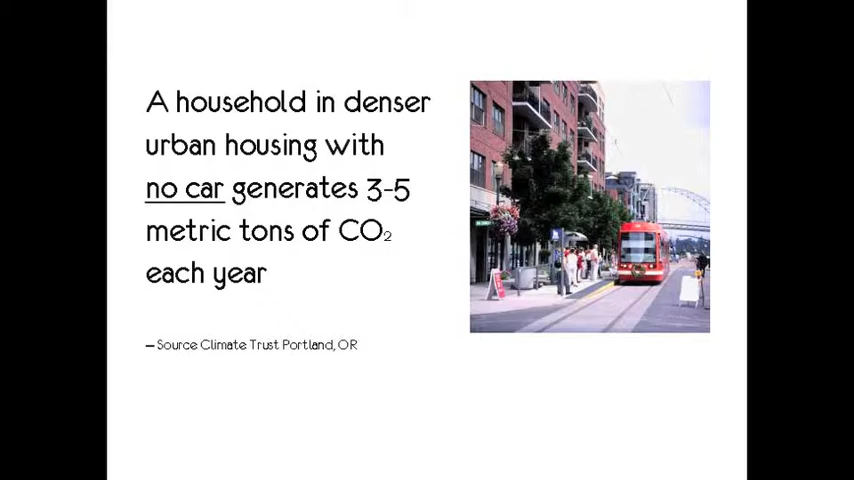 A household in denser
urban housing with
no car generates 3-5
metric tons of CO₂
each year
– Source Climate Trust Portland, OR